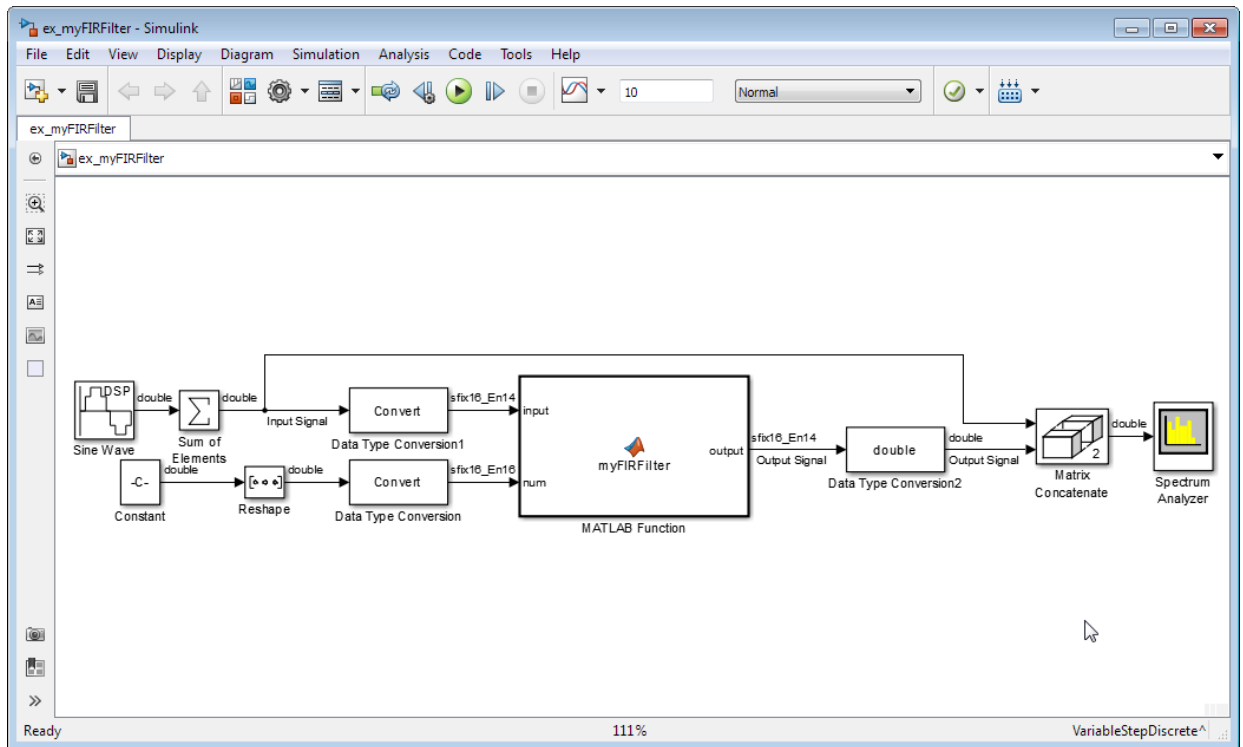 ex_myFIRFilter - Simulink
File Edit View Display Diagram Simulation Analysis Code Tools Help
10 Normal
ex_myFIRFilter
ex_myFIRFilter
DSP
double
double
Input Signal
Sine Wave
Sum of
Elements
Convert
Data Type Conversion1
sfix16_En14
input
-C-
Constant
double
Reshape
double
Convert
Data Type Conversion
sfix16_En16
num
myFIRFilter
output
MATLAB Function
sfix16_En14
Output Signal
double
Data Type Conversion2
double
Output Signal
2
Matrix
Concatenate
double
Spectrum
Analyzer
Ready 111% VariableStepDiscrete^